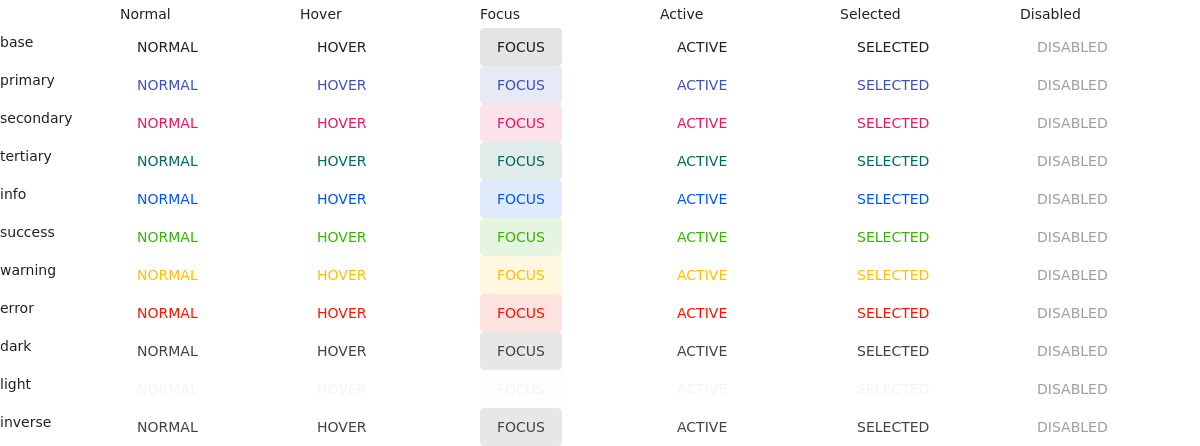 Normal Hover Focus Active Selected Disabled
base NORMAL HOVER FOCUS ACTIVE SELECTED DISABLED
primary NORMAL HOVER FOCUS ACTIVE SELECTED DISABLED
secondary NORMAL HOVER FOCUS ACTIVE SELECTED DISABLED
tertiary NORMAL HOVER FOCUS ACTIVE SELECTED DISABLED
info NORMAL HOVER FOCUS ACTIVE SELECTED DISABLED
success NORMAL HOVER FOCUS ACTIVE SELECTED DISABLED
warning NORMAL HOVER FOCUS ACTIVE SELECTED DISABLED
error NORMAL HOVER FOCUS ACTIVE SELECTED DISABLED
dark NORMAL HOVER FOCUS ACTIVE SELECTED DISABLED
light NORMAL HOVER FOCUS ACTIVE SELECTED DISABLED
inverse NORMAL HOVER FOCUS ACTIVE SELECTED DISABLED